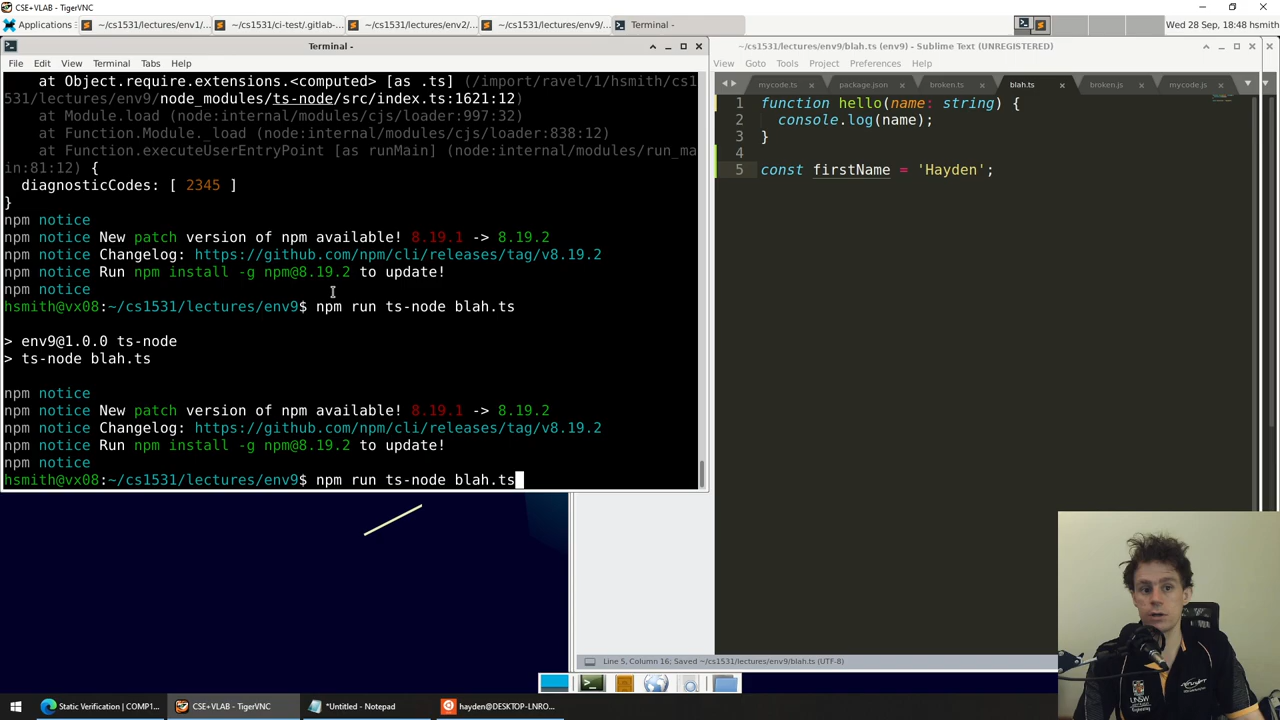 CSE+VLAB - TigerVNC
Applications
~/cs1531/lectures/env1/...
~/cs1531/ci-test/.gitlab-...
~/cs1531/lectures/env2/...
~/cs1531/lectures/env9/...
Terminal -
Wed 28 Sep, 18:48 hsmith
Terminal -
File Edit View Terminal Tabs Help
at Object.require.extensions.<computed> [as .ts] (/import/ravel/1/hsmith/cs1
531/lectures/env9/node_modules/ts-node/src/index.ts:1621:12)
at Module.load (node:internal/modules/cjs/loader:997:32)
at Function.Module._load (node:internal/modules/cjs/loader:838:12)
at Function.executeUserEntryPoint [as runMain] (node:internal/modules/run_ma
in:81:12) {
diagnosticCodes: [ 2345 ]
}
npm notice
npm notice New patch version of npm available! 8.19.1 -> 8.19.2
npm notice Changelog: https://github.com/npm/cli/releases/tag/v8.19.2
npm notice Run npm install -g npm@8.19.2 to update!
npm notice
hsmith@vx08:~/cs1531/lectures/env9$ npm run ts-node blah.ts
> env9@1.0.0 ts-node
> ts-node blah.ts
npm notice
npm notice New patch version of npm available! 8.19.1 -> 8.19.2
npm notice Changelog: https://github.com/npm/cli/releases/tag/v8.19.2
npm notice Run npm install -g npm@8.19.2 to update!
npm notice
hsmith@vx08:~/cs1531/lectures/env9$ npm run ts-node blah.ts
~/cs1531/lectures/env9/blah.ts (env9) - Sublime Text (UNREGISTERED)
View Goto Tools Project Preferences Help
mycode.ts package.json broken.ts blah.ts broken.js mycode.js
1 function hello(name: string) {
2 console.log(name);
3 }
4
5 const firstName = 'Hayden';
Line 5, Column 16; Saved ~/cs1531/lectures/env9/blah.ts (UTF-8)
UNSW
Static Verification | COMP1...
CSE+VLAB - TigerVNC
*Untitled - Notepad
hayden@DESKTOP-LNRO...